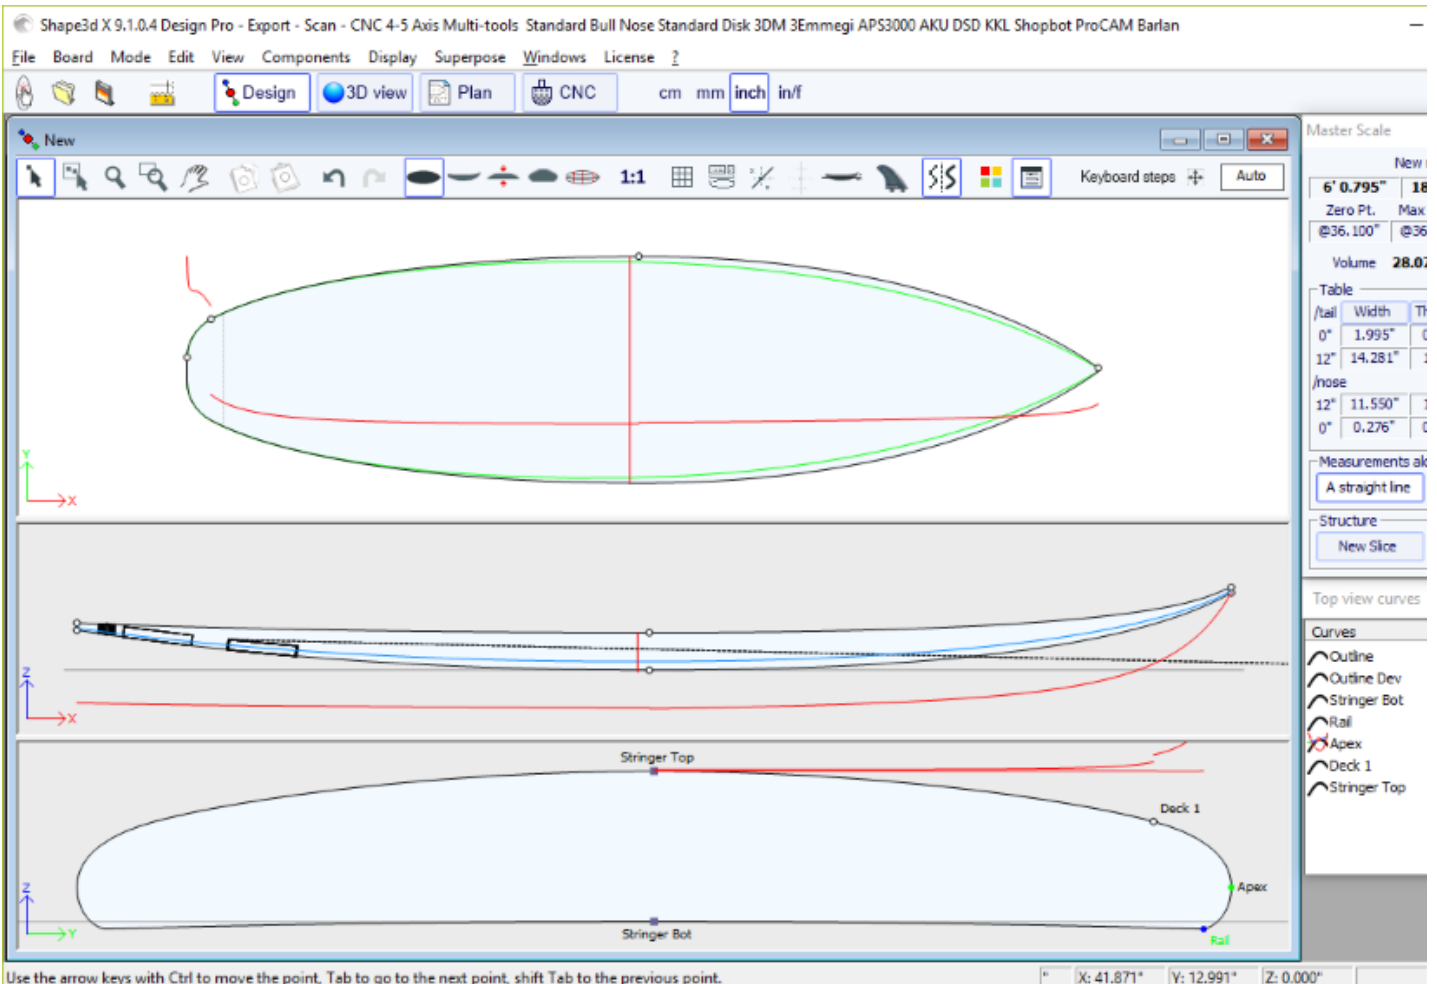 Shape3d X 9.1.0.4 Design Pro - Export - Scan - CNC 4-5 Axis Multi-tools  Standard Bull Nose Standard Disk 3DM 3Emmegi APS3000 AKU DSD KKL Shopbot ProCAM Barlan
File Board Mode Edit View Components Display Superpose Windows License ?
Design 3D view Plan CNC cm mm inch in/f
Master Scale
New
1:1 Keyboard steps Auto
New
6' 0.795" 18
Zero Pt. Max
@36.100" @36
Volume 28.07
Table
/tail Width Th
0" 1.995" 0
12" 14.281" 1
/nose
12" 11.550" 1
0" 0.276" 0
Measurements alo
A straight line
Structure
New Slice
Top view curves
Curves
Outline
Outline Dev
Stringer Bot
Rail
Apex
Deck 1
Stringer Top
Y
X
Z
X
Stringer Top
Deck 1
Apex
Z
Y
Stringer Bot
Rail
Use the arrow keys with Ctrl to move the point, Tab to go to the next point, shift Tab to the previous point. " X: 41.871" Y: 12.991" Z: 0.000"